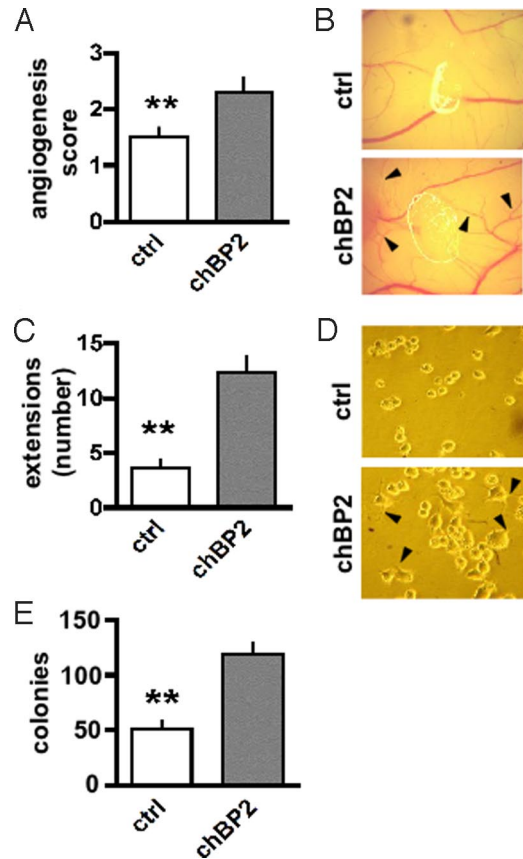 A
angiogenesis
score
3
2
1
0
**
ctrl
chBP2
B
ctrl
chBP2
C
extensions
(number)
15
10
5
0
**
ctrl
chBP2
D
ctrl
chBP2
E
colonies
150
100
50
0
**
ctrl
chBP2